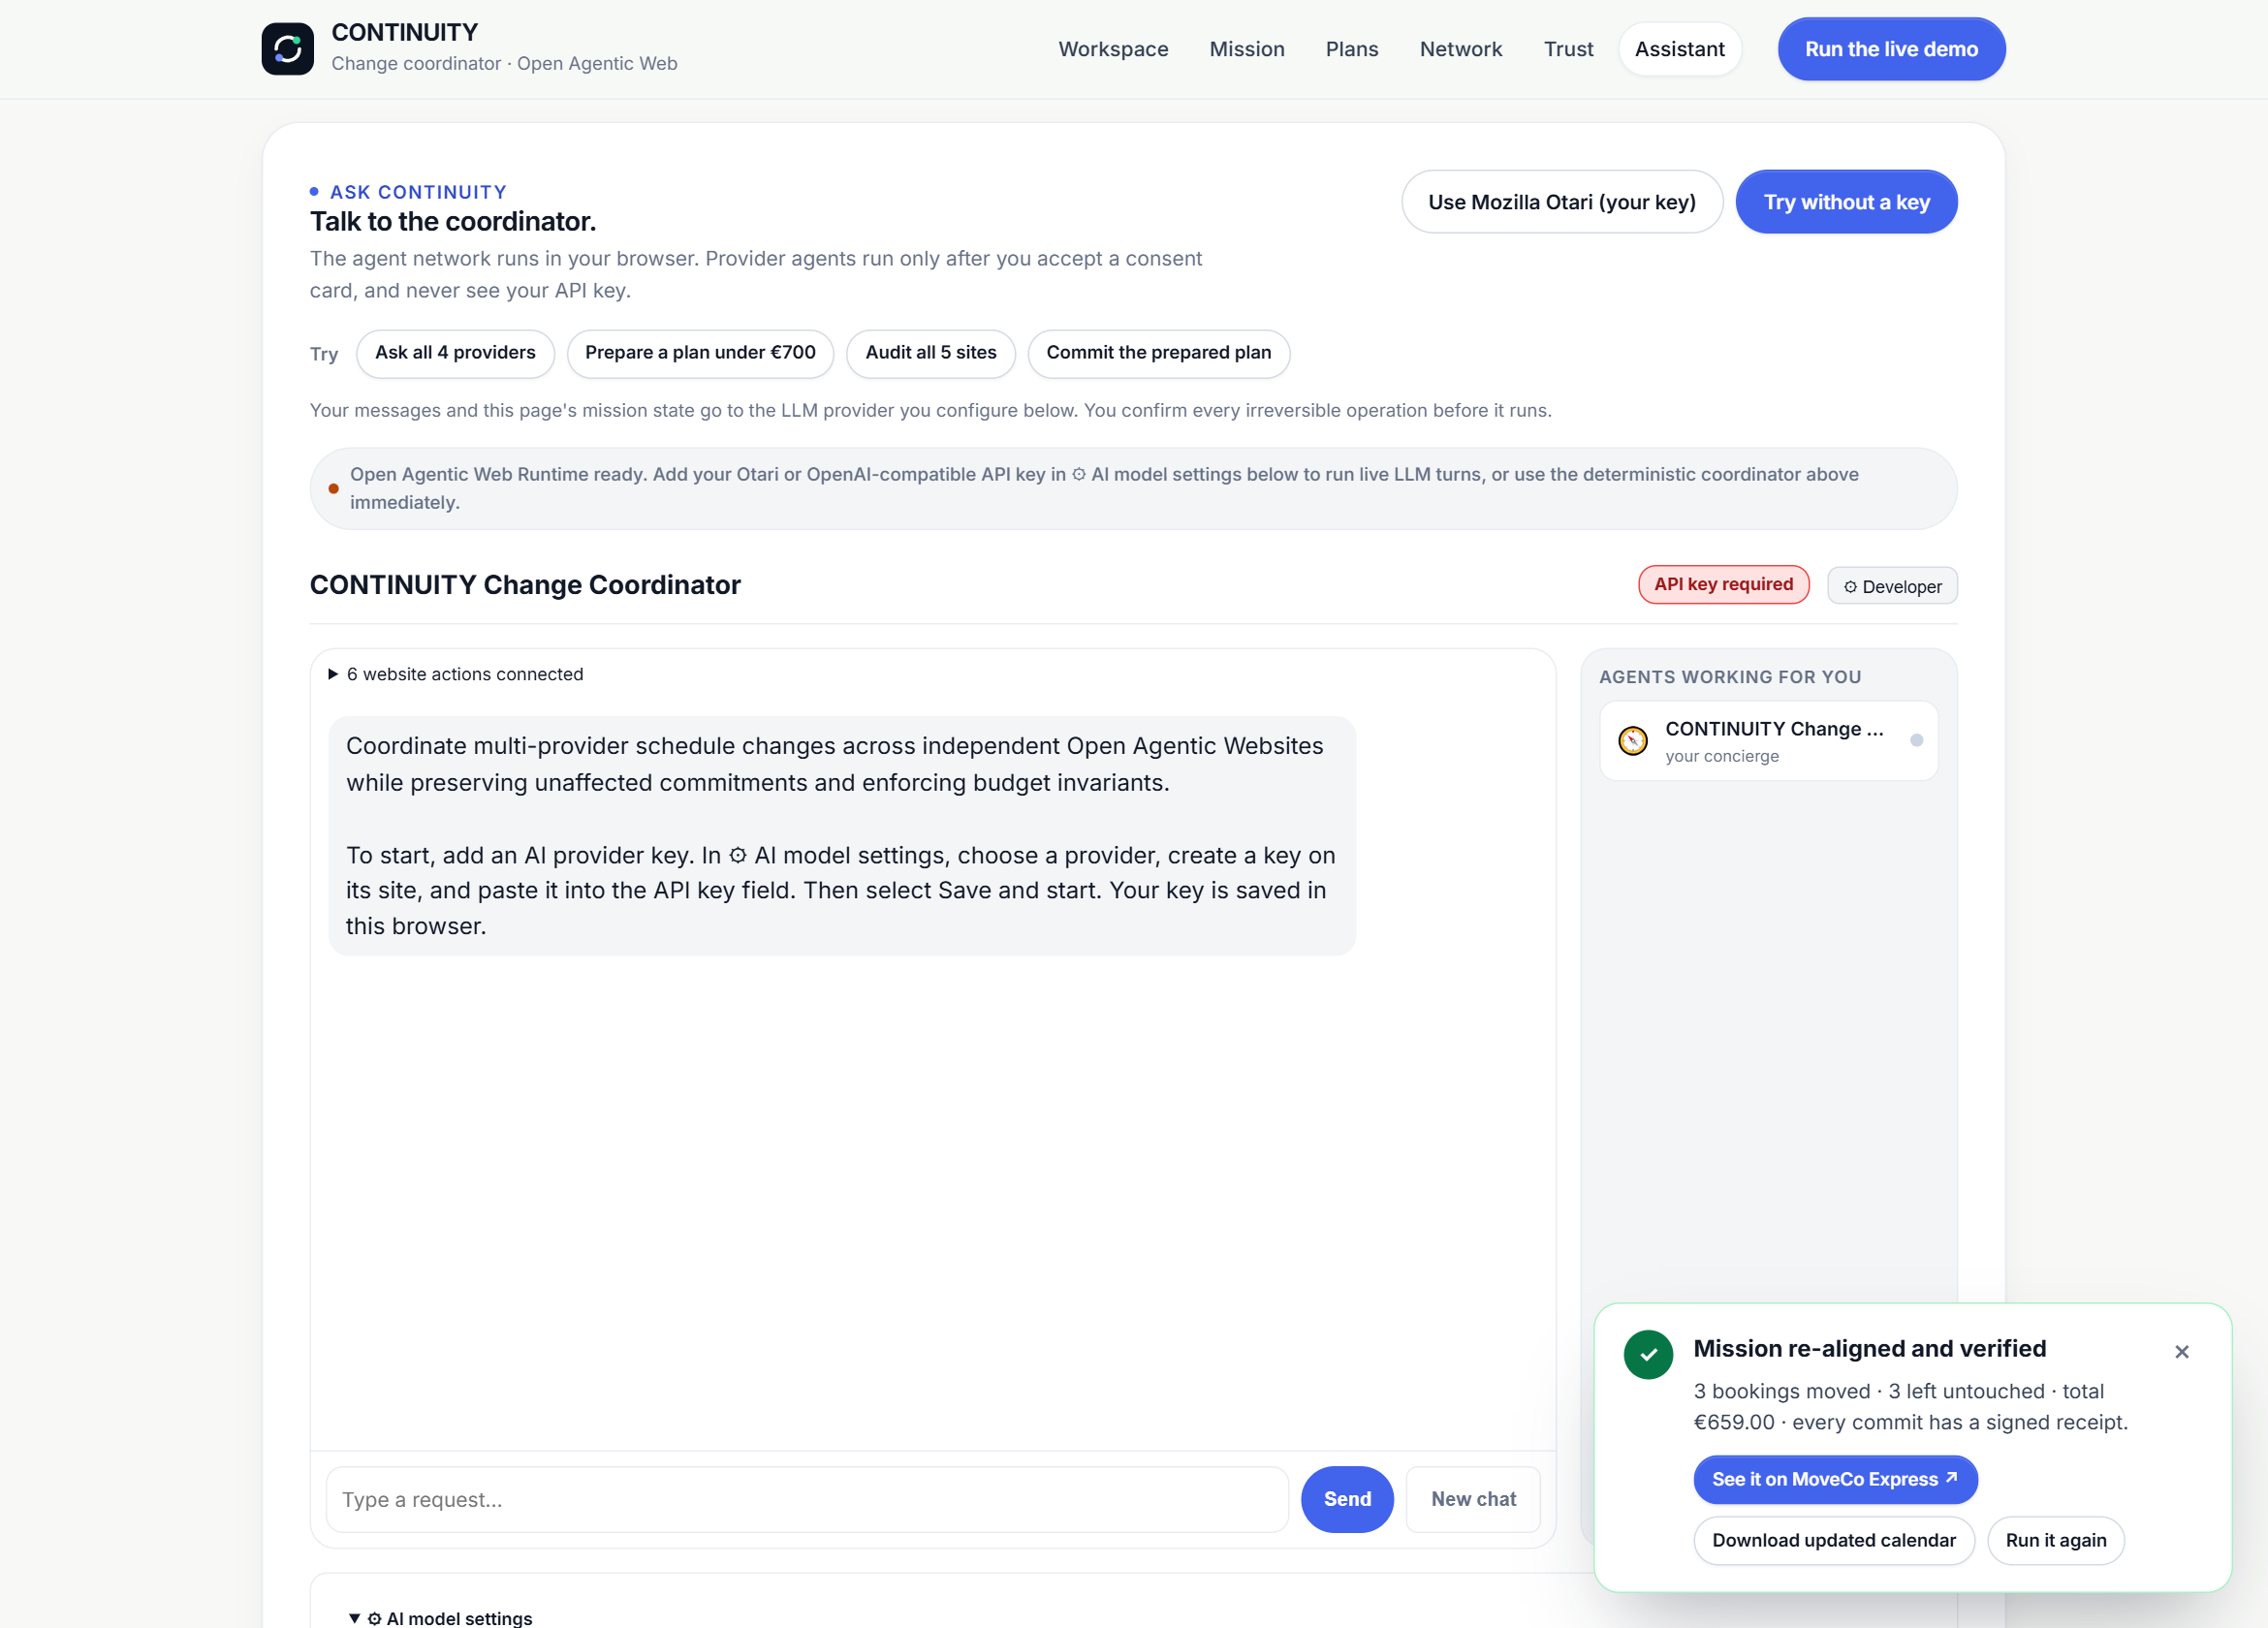 CONTINUITY
Change coordinator · Open Agentic Web
Workspace
Mission
Plans
Network
Trust
Assistant
Run the live demo
ASK CONTINUITY
Talk to the coordinator.
The agent network runs in your browser. Provider agents run only after you accept a consent
card, and never see your API key.
Use Mozilla Otari (your key)
Try without a key
Try
Ask all 4 providers
Prepare a plan under €700
Audit all 5 sites
Commit the prepared plan
Your messages and this page's mission state go to the LLM provider you configure below. You confirm every irreversible operation before it runs.
Open Agentic Web Runtime ready. Add your Otari or OpenAI-compatible API key in ⚙ AI model settings below to run live LLM turns, or use the deterministic coordinator above
immediately.
CONTINUITY Change Coordinator
API key required
⚙ Developer
▶ 6 website actions connected
Coordinate multi-provider schedule changes across independent Open Agentic Websites
while preserving unaffected commitments and enforcing budget invariants.
To start, add an AI provider key. In ⚙ AI model settings, choose a provider, create a key on
its site, and paste it into the API key field. Then select Save and start. Your key is saved in
this browser.
AGENTS WORKING FOR YOU
CONTINUITY Change ...
your concierge
Type a request...
Send
New chat
Mission re-aligned and verified
✕
3 bookings moved · 3 left untouched · total
€659.00 · every commit has a signed receipt.
See it on MoveCo Express ↗
Download updated calendar
Run it again
▼ ⚙ AI model settings